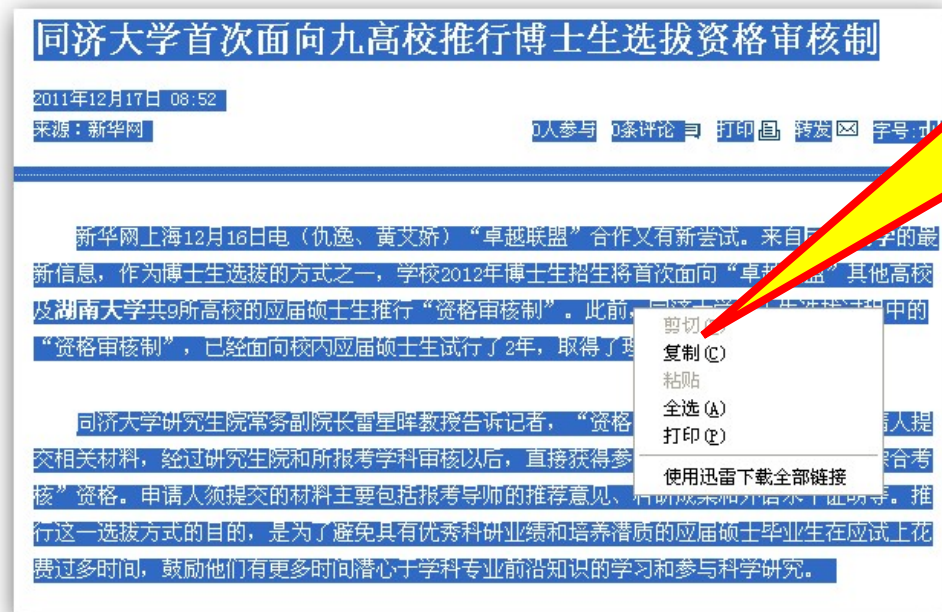 同济大学首次面向九高校推行博士生选拔资格审核制
2011年12月17日 08:52
来源：新华网 0人参与 0条评论 打印 转发 字号:T
新华网上海12月16日电（仇逸、黄艾娇）“卓越联盟”合作又有新尝试。来自 学的最
新信息，作为博士生选拔的方式之一，学校2012年博士生招生将首次面向“卓越联盟”其他高校
及湖南大学共9所高校的应届硕士生推行“资格审核制”。此前， 中的
“资格审核制”，已经面向校内应届硕士生试行了2年，取得了
剪切
复制(C)
粘贴
全选(A)
打印(P)
使用迅雷下载全部链接
同济大学研究生院常务副院长雷星晖教授告诉记者，“资格 人提
交相关材料，经过研究生院和所报考学科审核以后，直接获得参 综合考
核”资格。申请人须提交的材料主要包括报考导师的推荐意见、科研成果和外语水平证明等。推
行这一选拔方式的目的，是为了避免具有优秀科研业绩和培养潜质的应届硕士毕业生在应试上花
费过多时间，鼓励他们有更多时间潜心于学科专业前沿知识的学习和参与科学研究。